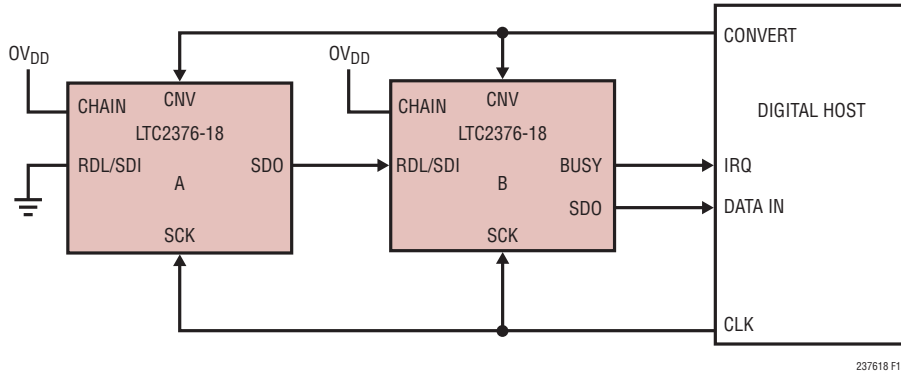 CONVERT
OVDD
OVDD
CHAIN
CNV
CHAIN
CNV
DIGITAL HOST
LTC2376-18
LTC2376-18
RDL/SDI
SDO
RDL/SDI
BUSY
IRQ
A
B
SDO
DATA IN
SCK
SCK
CLK
237618 F1